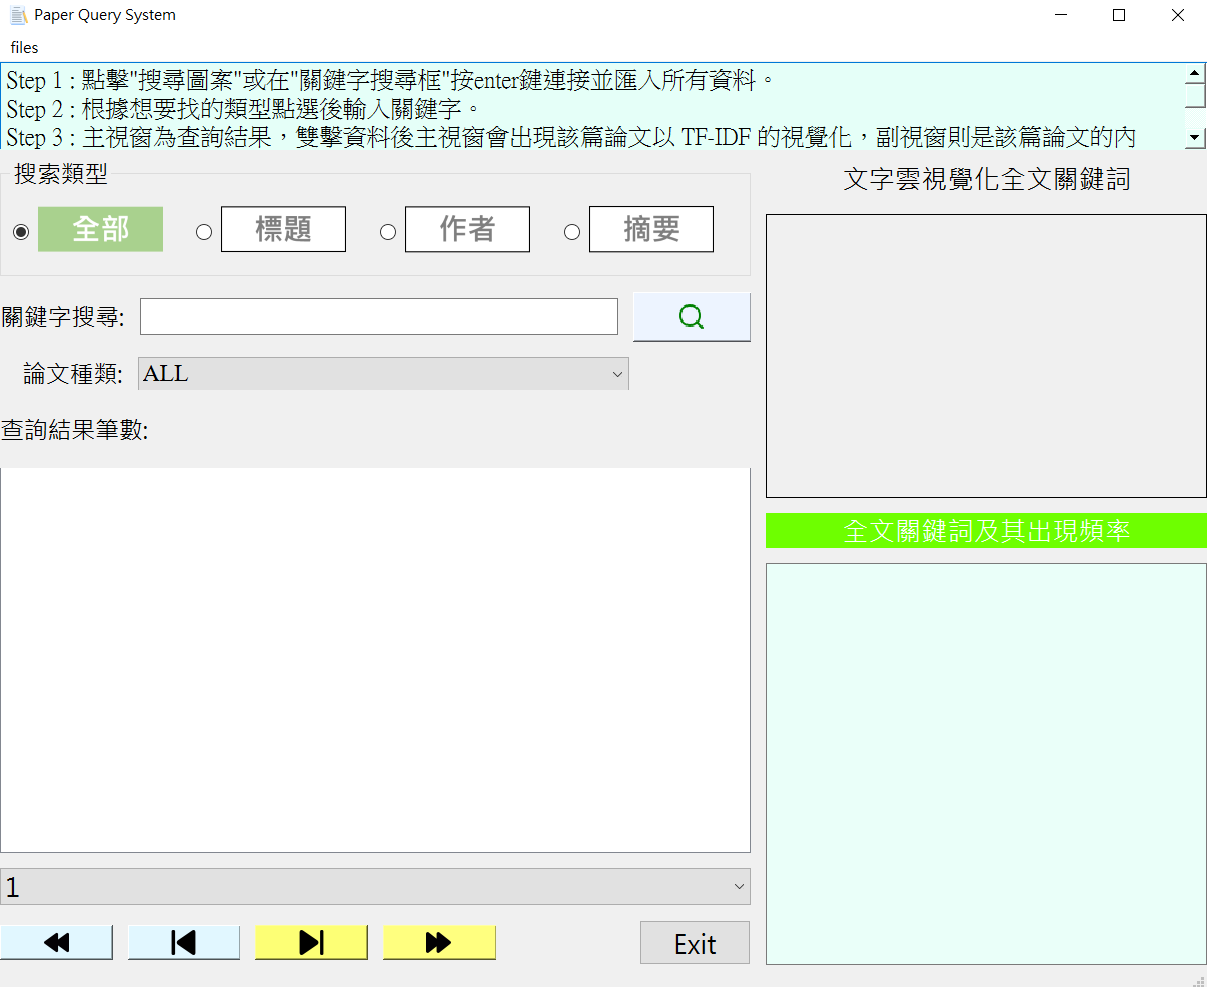 Paper Query System
files
Step 1 : 點擊"搜尋圖案"或在"關鍵字搜尋框"按enter鍵連接並匯入所有資料。
Step 2 : 根據想要找的類型點選後輸入關鍵字。
Step 3 : 主視窗為查詢結果，雙擊資料後主視窗會出現該篇論文以 TF-IDF 的視覺化，副視窗則是該篇論文的內
搜索類型
全部 標題 作者 摘要
關鍵字搜尋:
論文種類: ALL
查詢結果筆數:
1
Exit
文字雲視覺化全文關鍵詞
全文關鍵詞及其出現頻率